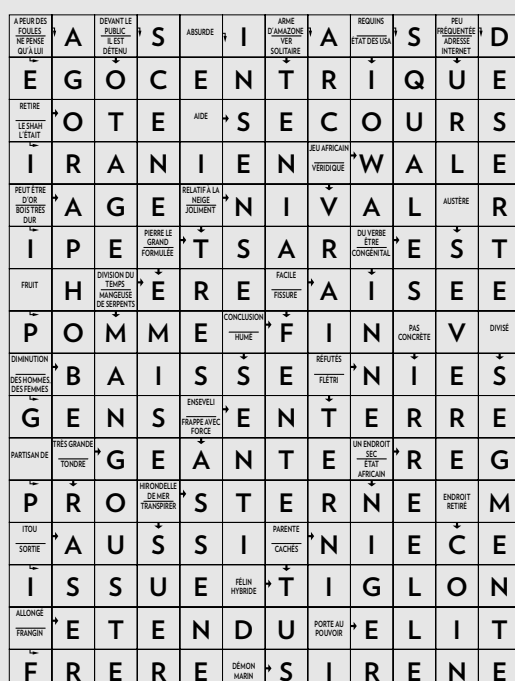 A PEUR DES FOULES
NE PENSE QU'À LUI
A
DEVANT LE PUBLIC
IL EST DÉTENU
S
ABSURDE
I
ARME D'AMAZONE
VER SOLITAIRE
A
REQUINS
ÉTAT DES USA
S
PEU FRÉQUENTÉE
ADRESSE INTERNET
D
E G O C E N T R I Q U E
RETIRE
LE SHAH L'ÉTAIT
O T E
AIDE
S E C O U R S
I R A N I E N
JEU AFRICAIN
VÉRIDIQUE
W A L E
PEUT ÊTRE D'OR
BOIS TRÈS DUR
A G E
RELATIF À LA NEIGE
JOLIMENT
N I V A L
AUSTÈRE
R
I P E
PIERRE LE GRAND
FORMULÉE
T S A R
DU VERBE ÊTRE
CONGÉNITAL
E S T
FRUIT
H
DIVISION DU TEMPS
MANGEUSE DE SERPENTS
E R E
FACILE
FISSURE
A I S E E
P O M M E
CONCLUSION
HUMÉ
F I N
PAS CONCRÈTE
V
DIVISÉ
DIMINUTION
DES HOMMES, DES FEMMES
B A I S S E
RÉFUTÉS
FLÉTRI
N I E S
G E N S
ENSEVELI
FRAPPE AVEC FORCE
E N T E R R E
PARTISAN DE
TRÈS GRANDE
TONDRE
G E A N T E
UN ENDROIT SEC
ÉTAT AFRICAIN
R E G
P R O
HIRONDELLE DE MER
TRANSPIRER
S T E R N E
ENDROIT RETIRÉ
M
ITOU
SORTIE
A U S S I
PARENTE
CACHÉS
N I E C E
I S S U E
FÉLIN HYBRIDE
T I G L O N
ALLONGÉ
FRANGIN
E T E N D U
PORTE AU POUVOIR
E L I T
F R E R E
DÉMON MARIN
S I R E N E